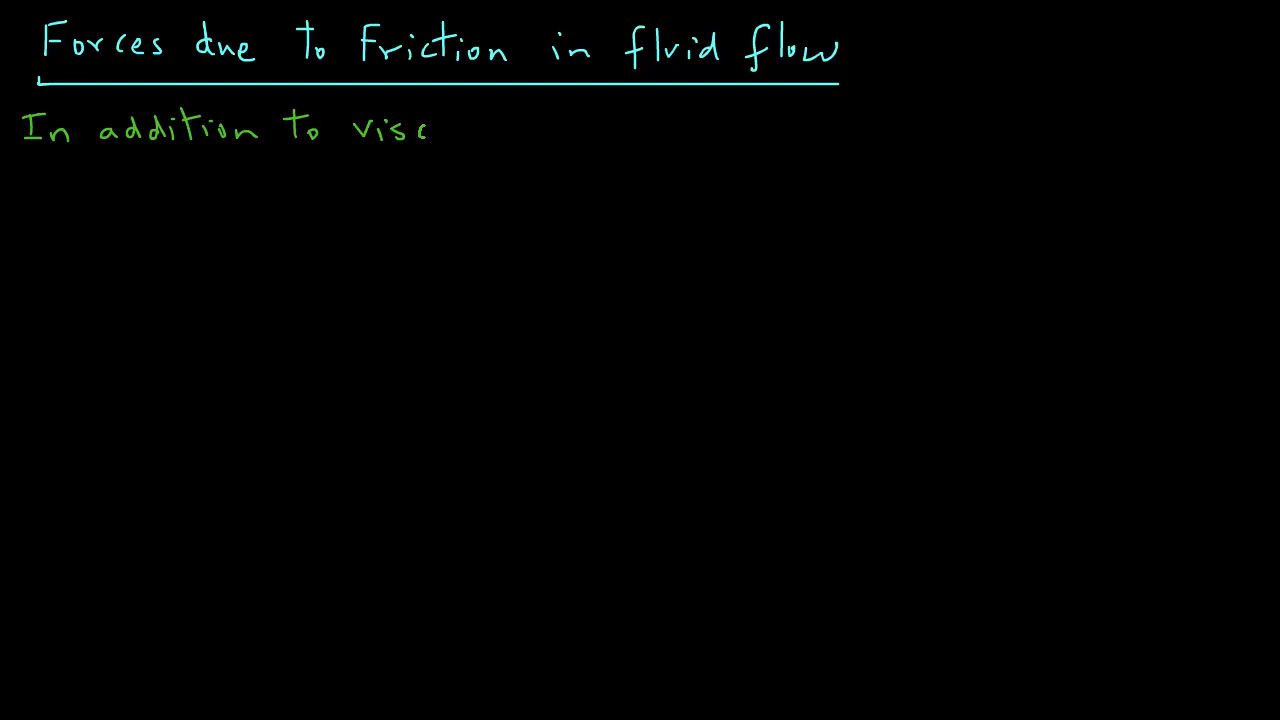 Forces due to Friction in fluid flow
In addition to visc